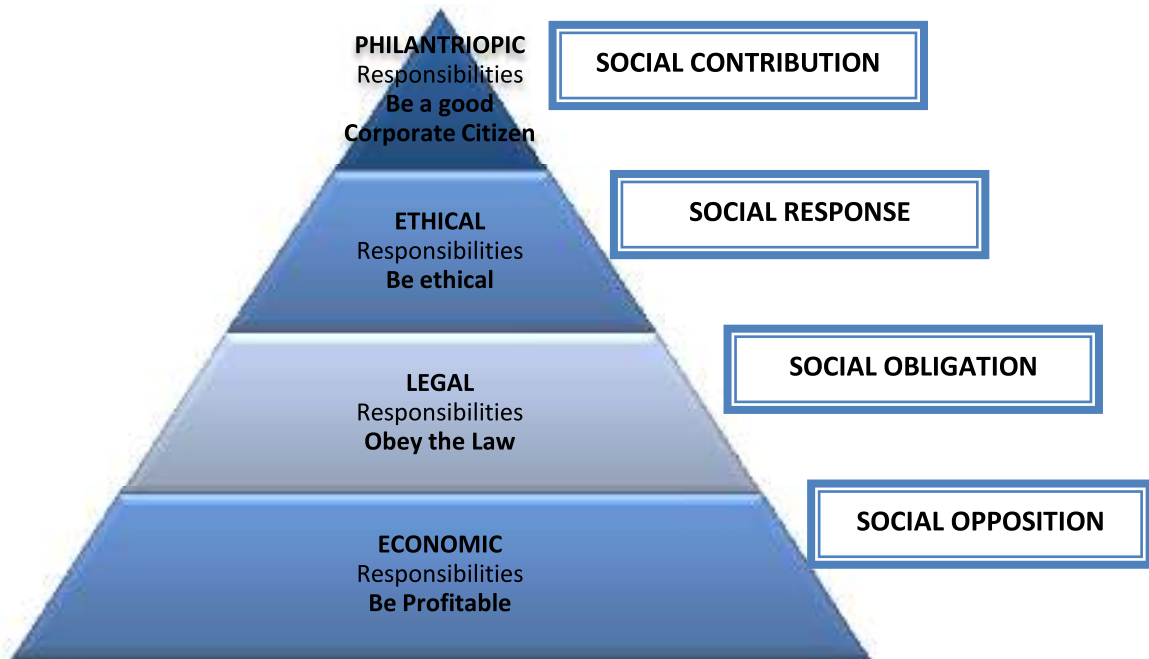 PHILANTRIOPIC
Responsibilities
Be a good
Corporate Citizen
SOCIAL CONTRIBUTION
ETHICAL
Responsibilities
Be ethical
SOCIAL RESPONSE
LEGAL
Responsibilities
Obey the Law
SOCIAL OBLIGATION
ECONOMIC
Responsibilities
Be Profitable
SOCIAL OPPOSITION